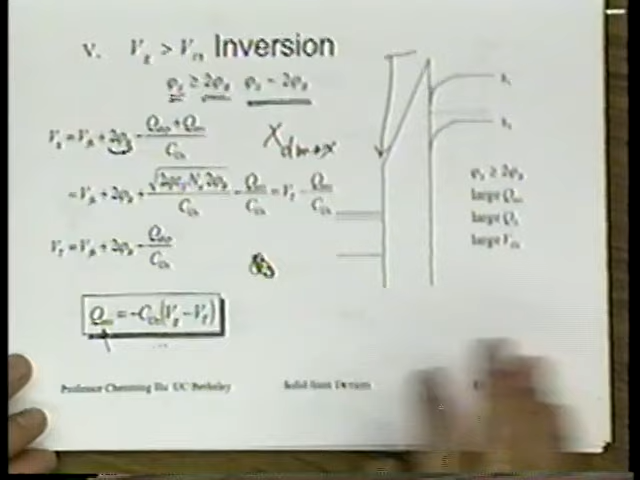 V. V_g > V_t Inversion
φ_s ≥ 2φ_B φ_s - 2φ_B
X_dmax
V_g = V_fb + 2φ_B - (Q_dep + Q_inv)/C_ox
= V_fb + 2φ_B + √(2qε_s N_a 2φ_B)/C_ox - Q_inv/C_ox = V_t - Q_inv/C_ox
V_t = V_fb + 2φ_B - Q_dep/C_ox
Q_inv = -C_ox(V_g - V_t)
φ_s ≥ 2φ_B
large Q_inv
large Q_s
large V_ox
Professor Chenming Hu UC Berkeley
Solid-State Devices